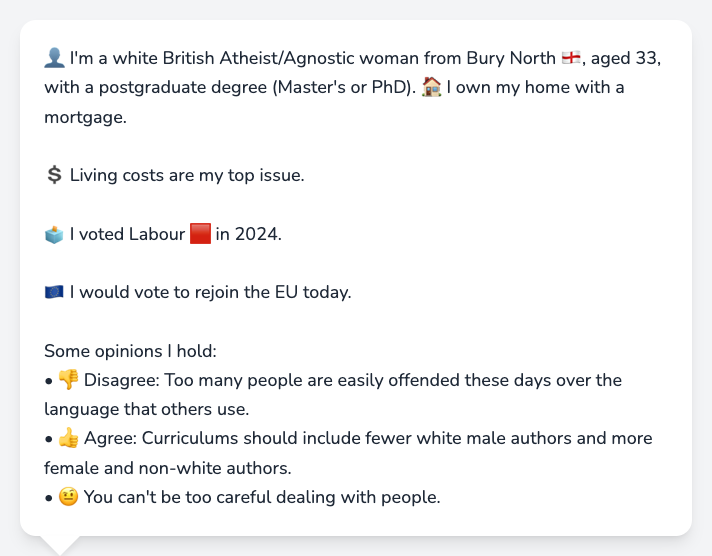 👤 I'm a white British Atheist/Agnostic woman from Bury North 🏴󠁧󠁢󠁥󠁮󠁧󠁿, aged 33,
with a postgraduate degree (Master's or PhD). 🏠 I own my home with a
mortgage.
💲 Living costs are my top issue.
🗳️ I voted Labour 🟥 in 2024.
🇪🇺 I would vote to rejoin the EU today.
Some opinions I hold:
• 👎 Disagree: Too many people are easily offended these days over the
language that others use.
• 👍 Agree: Curriculums should include fewer white male authors and more
female and non-white authors.
• 🤨 You can't be too careful dealing with people.